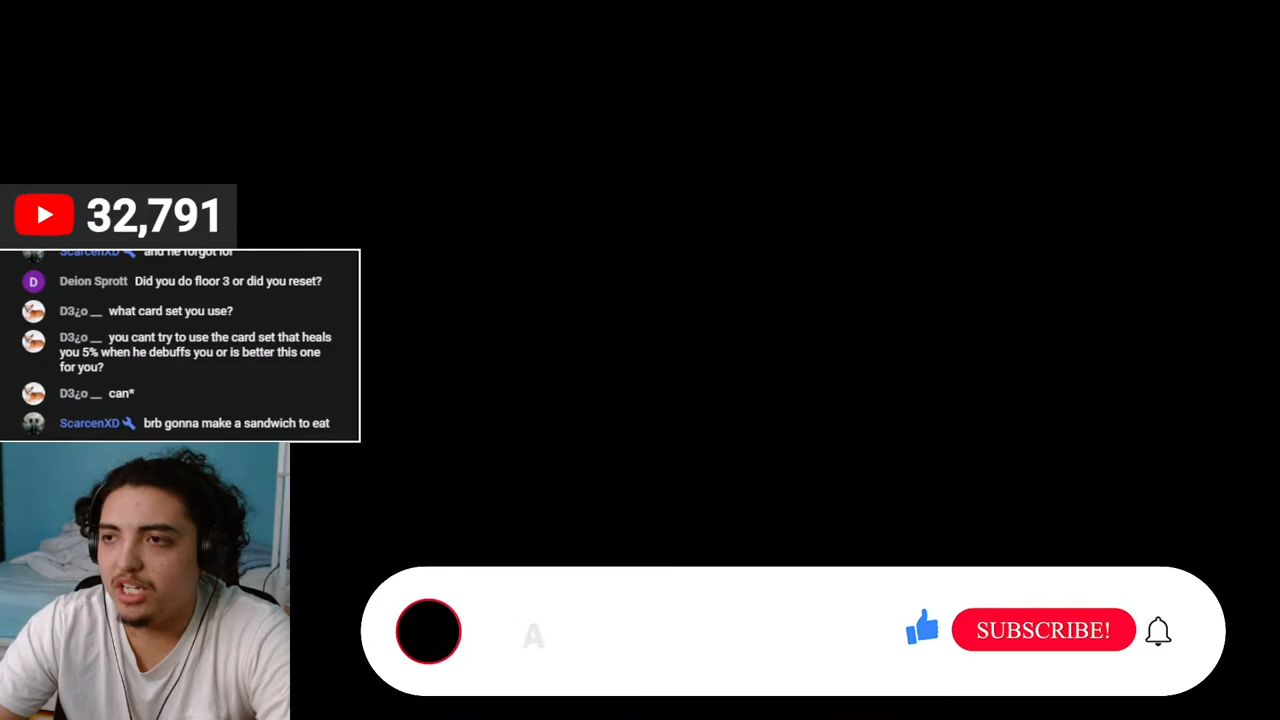 32,791
ScarcenXD and he forgot lol
D Deion Sprott Did you do floor 3 or did you reset?
D3¿o __ what card set you use?
D3¿o __ you cant try to use the card set that heals
you 5% when he debuffs you or is better this one
for you?
D3¿o __ can*
ScarcenXD brb gonna make a sandwich to eat
A
SUBSCRIBE!